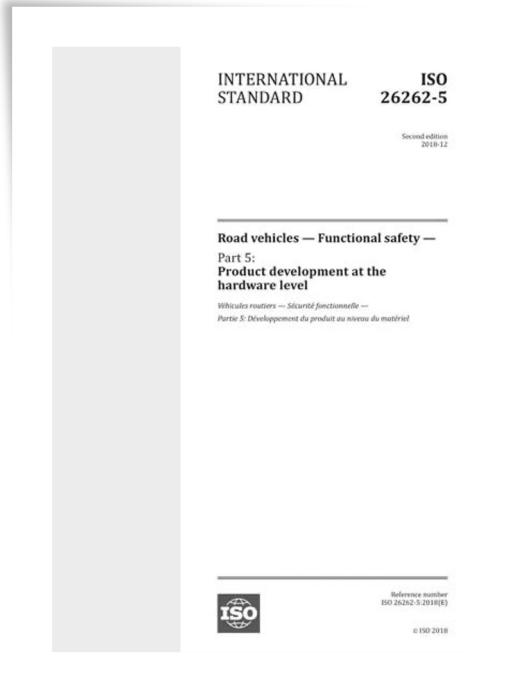 INTERNATIONAL
STANDARD
ISO
26262-5
Second edition
2018-12
Road vehicles — Functional safety —
Part 5:
Product development at the
hardware level
Véhicules routiers — Sécurité fonctionnelle —
Partie 5: Développement du produit au niveau du matériel
ISO
Reference number
ISO 26262-5:2018(E)
© ISO 2018